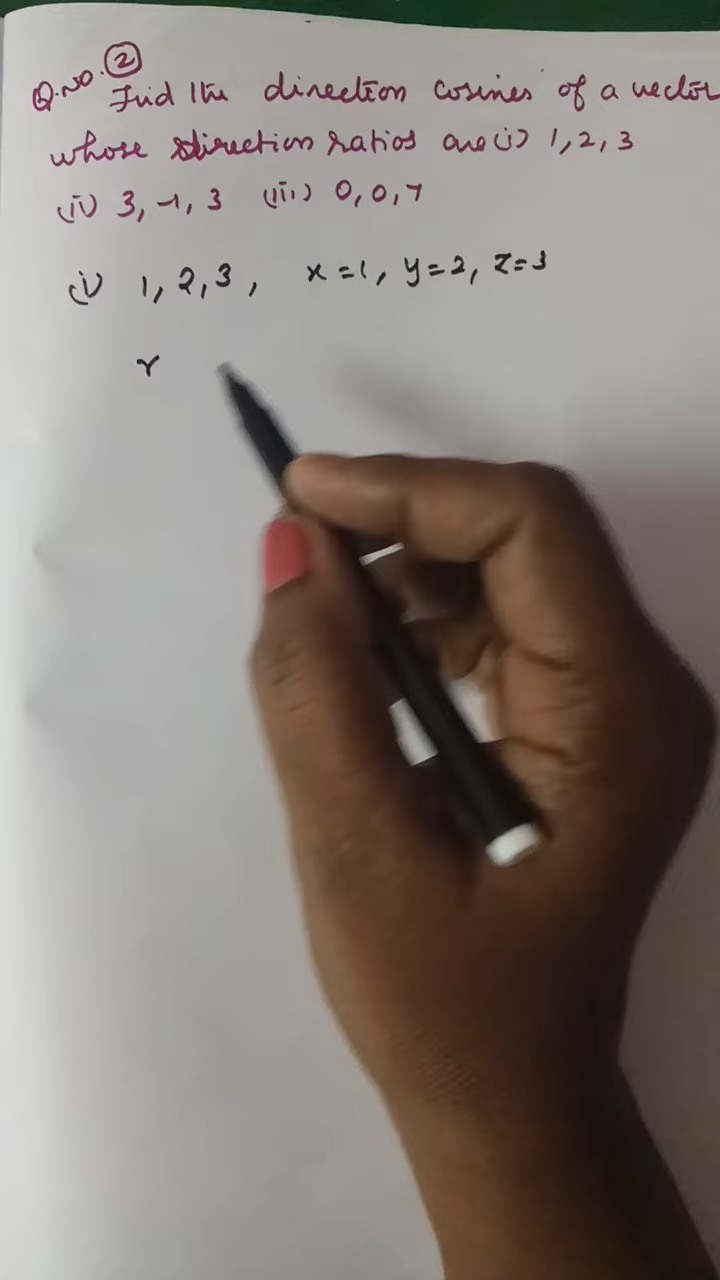 Q.No. 2
Find the direction cosines of a vector
whose direction ratios are (i) 1, 2, 3
(ii) 3, -1, 3 (iii) 0, 0, 7
(i) 1, 2, 3, x = 1, y = 2, z = 3
r